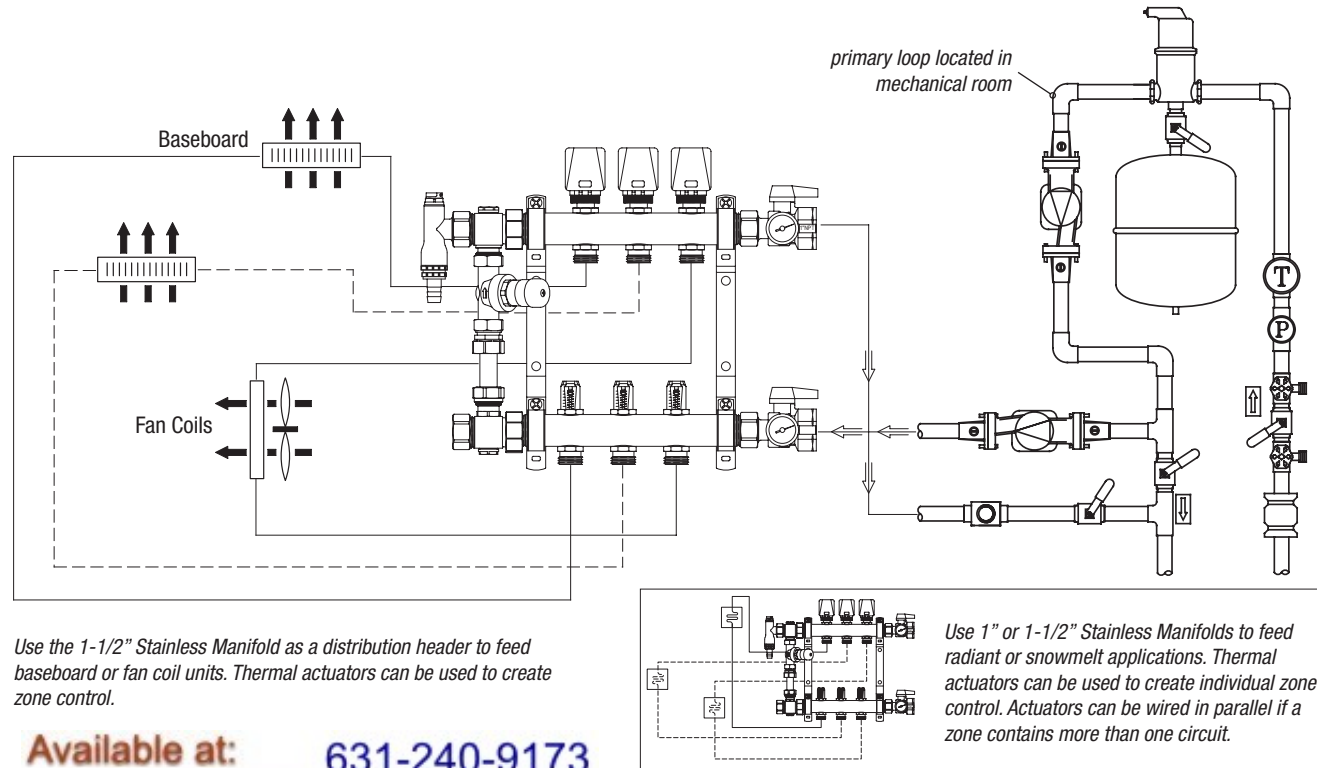 primary loop located in
mechanical room
Baseboard
T
P
Fan Coils
Use the 1-1/2” Stainless Manifold as a distribution header to feed
baseboard or fan coil units. Thermal actuators can be used to create
zone control.
Use 1” or 1-1/2” Stainless Manifolds to feed
radiant or snowmelt applications. Thermal
actuators can be used to create individual zone
control. Actuators can be wired in parallel if a
zone contains more than one circuit.
Available at:
631-240-9173